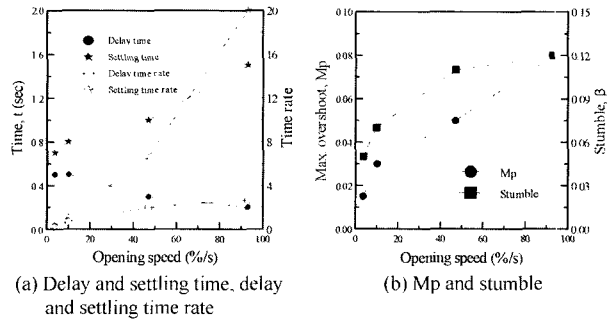 2.0
1.6
1.2
0.8
0.4
0.0
Time, t (sec)
Delay time
Settling time
Delay time rate
Settling time rate
20
16
12
8
4
0
Time rate
0 20 40 60 80 100
Opening speed (%/s)
(a) Delay and settling time, delay
and settling time rate
0.10
0.08
0.06
0.04
0.02
0.00
Max. overshoot, Mp
Mp
Stumble
0.15
0.12
0.09
0.06
0.03
0.00
Stumble, β
0 20 40 60 80 100
Opening speed (%/s)
(b) Mp and stumble